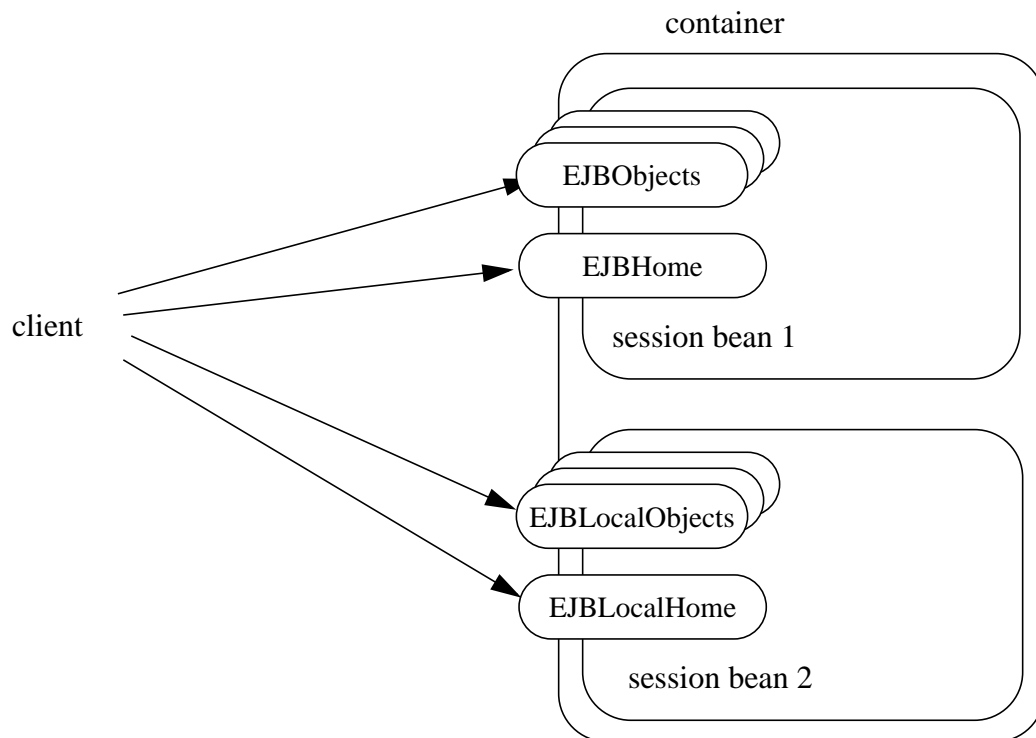 container
EJBObjects
EJBHome
client
session bean 1
EJBLocalObjects
EJBLocalHome
session bean 2